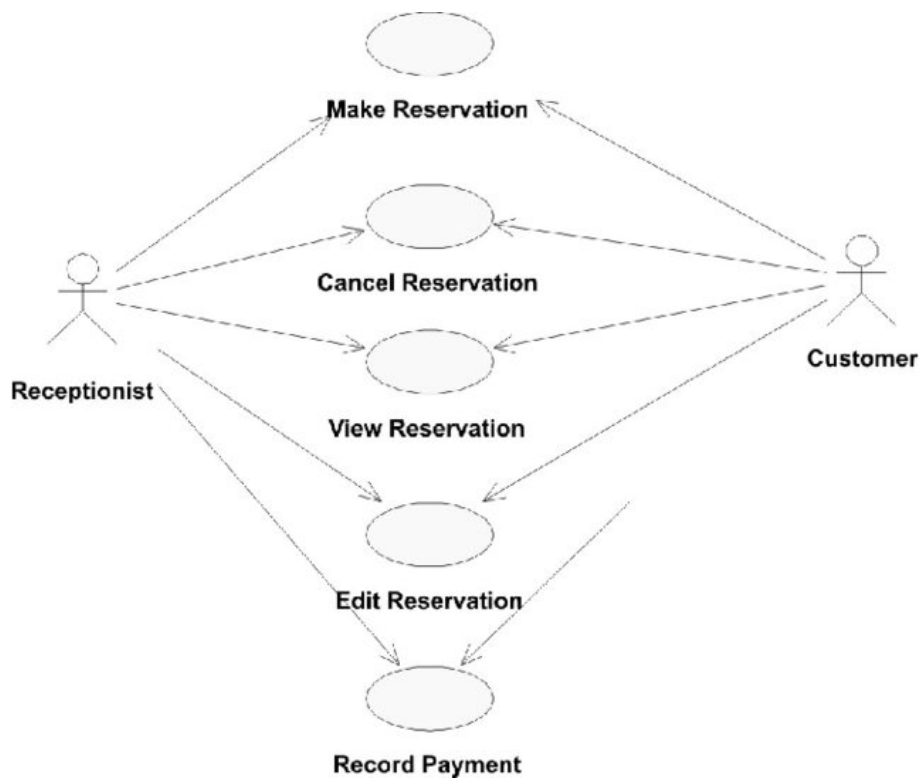 Make Reservation
Cancel Reservation
Receptionist
Customer
View Reservation
Edit Reservation
Record Payment